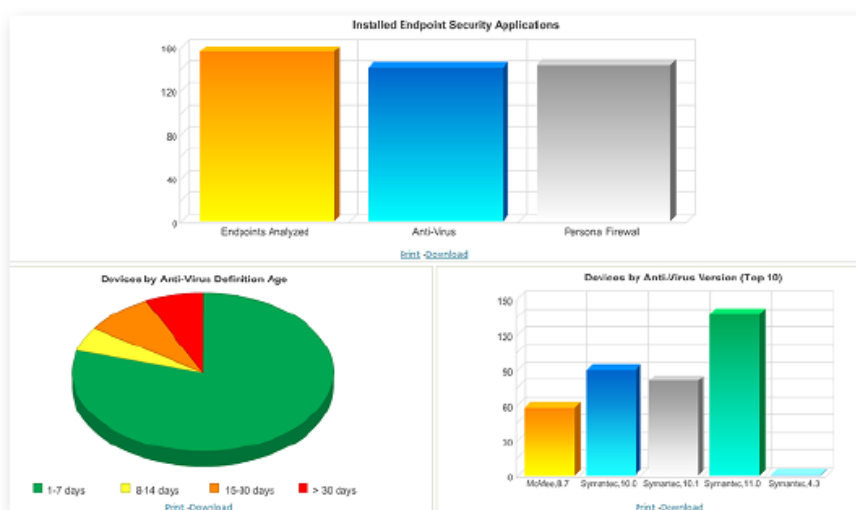 Installed Endpoint Security Applications
160
120
80
40
0
Endpoints Analyzed
Anti-Virus
Persona Firewall
Print -Download
Devices by Anti-Virus Definition Age
1-7 days
8-14 days
15-30 days
> 30 days
Print -Download
Devices by Anti-Virus Version (Top 10)
150
120
90
60
30
0
McAfee,8.7
Symantec,10.0
Symantec,10.1
Symantec,11.0
Symantec,4.3
Print -Download